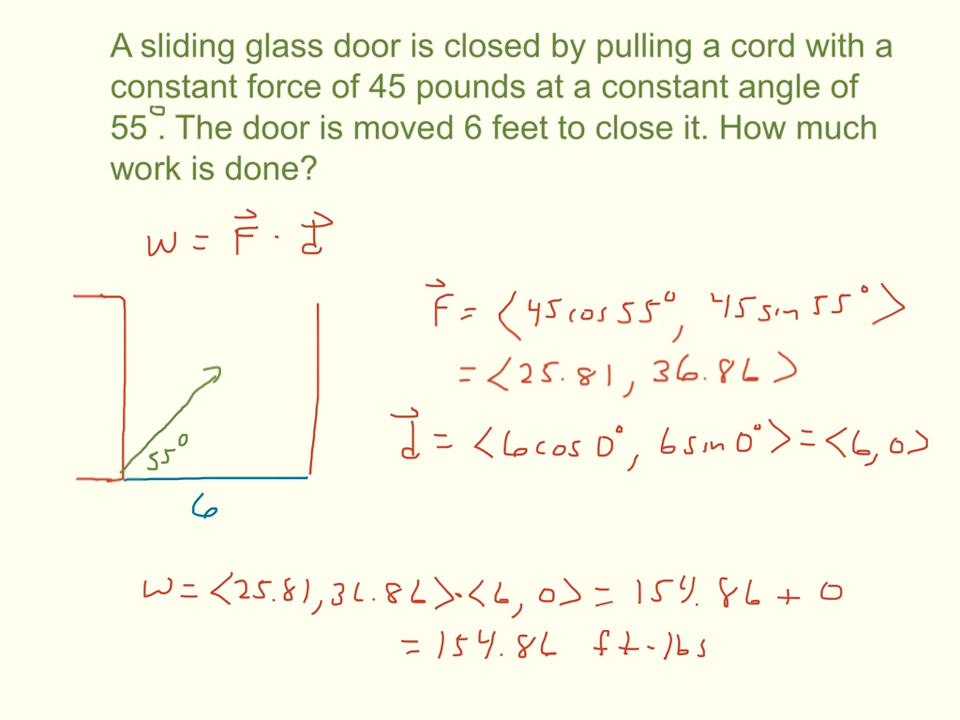 A sliding glass door is closed by pulling a cord with a
constant force of 45 pounds at a constant angle of
55°. The door is moved 6 feet to close it. How much
work is done?
W = F⃗ · d⃗
F⃗ = <45cos55°, 45sin55°>
= <25.81, 36.86>
d⃗ = <6cos0°, 6sin0°> = <6,0>
55°
6
W = <25.81, 36.86> · <6, 0> = 154.86 + 0
= 154.86 ft-lbs